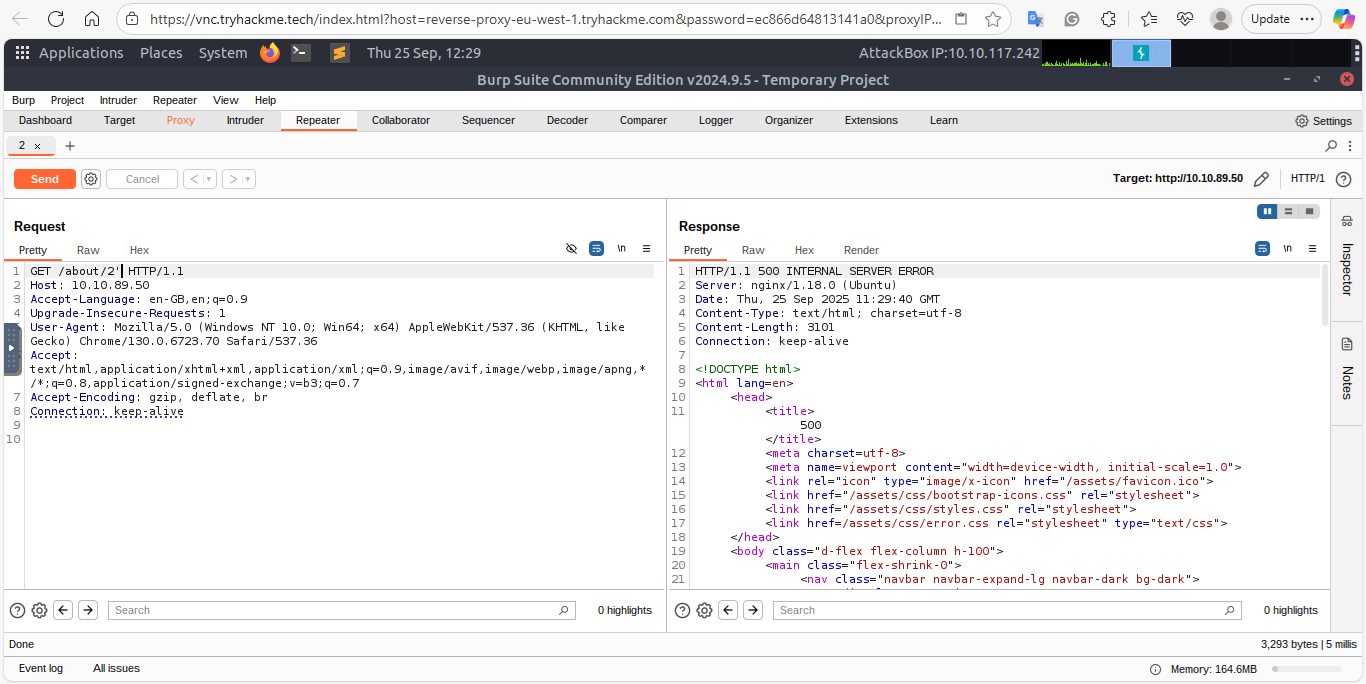 https://vnc.tryhackme.tech/index.html?host=reverse-proxy-eu-west-1.tryhackme.com&password=ec866d64813141a0&proxyIP... Update
Applications Places System Thu 25 Sep, 12:29 AttackBox IP:10.10.117.242
Burp Suite Community Edition v2024.9.5 - Temporary Project
Burp Project Intruder Repeater View Help
Dashboard Target Proxy Intruder Repeater Collaborator Sequencer Decoder Comparer Logger Organizer Extensions Learn Settings
2 × +
Send Cancel < > Target: http://10.10.89.50 HTTP/1
Request
Pretty Raw Hex \n
1 GET /about/2' HTTP/1.1
2 Host: 10.10.89.50
3 Accept-Language: en-GB,en;q=0.9
4 Upgrade-Insecure-Requests: 1
5 User-Agent: Mozilla/5.0 (Windows NT 10.0; Win64; x64) AppleWebKit/537.36 (KHTML, like
Gecko) Chrome/130.0.6723.70 Safari/537.36
6 Accept:
text/html,application/xhtml+xml,application/xml;q=0.9,image/avif,image/webp,image/apng,*
/*;q=0.8,application/signed-exchange;v=b3;q=0.7
7 Accept-Encoding: gzip, deflate, br
8 Connection: keep-alive
9
10
Search 0 highlights
Response
Pretty Raw Hex Render \n
1 HTTP/1.1 500 INTERNAL SERVER ERROR
2 Server: nginx/1.18.0 (Ubuntu)
3 Date: Thu, 25 Sep 2025 11:29:40 GMT
4 Content-Type: text/html; charset=utf-8
5 Content-Length: 3101
6 Connection: keep-alive
7
8 <!DOCTYPE html>
9 <html lang=en>
10 <head>
11 <title>
500
</title>
12 <meta charset=utf-8>
13 <meta name=viewport content="width=device-width, initial-scale=1.0">
14 <link rel="icon" type="image/x-icon" href="/assets/favicon.ico">
15 <link href="/assets/css/bootstrap-icons.css" rel="stylesheet">
16 <link href="/assets/css/styles.css" rel="stylesheet">
17 <link href=/assets/css/error.css rel="stylesheet" type="text/css">
18 </head>
19 <body class="d-flex flex-column h-100">
20 <main class="flex-shrink-0">
21 <nav class="navbar navbar-expand-lg navbar-dark bg-dark">
Search 0 highlights
Inspector
Notes
Done 3,293 bytes | 5 millis
Event log All issues Memory: 164.6MB